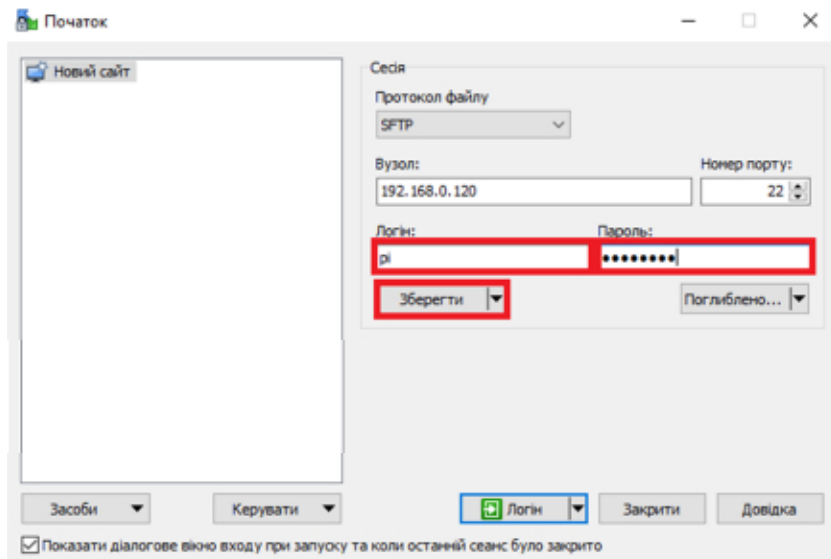 Початок
Новий сайт
Сесія
Протокол файлу
SFTP
Вузол: Номер порту:
192.168.0.120 22
Логін: Пароль:
pi ••••••••
Зберегти Поглиблено...
Засоби Керувати Логін Закрити Довідка
Показати діалогове вікно входу при запуску та коли останній сеанс було закрито